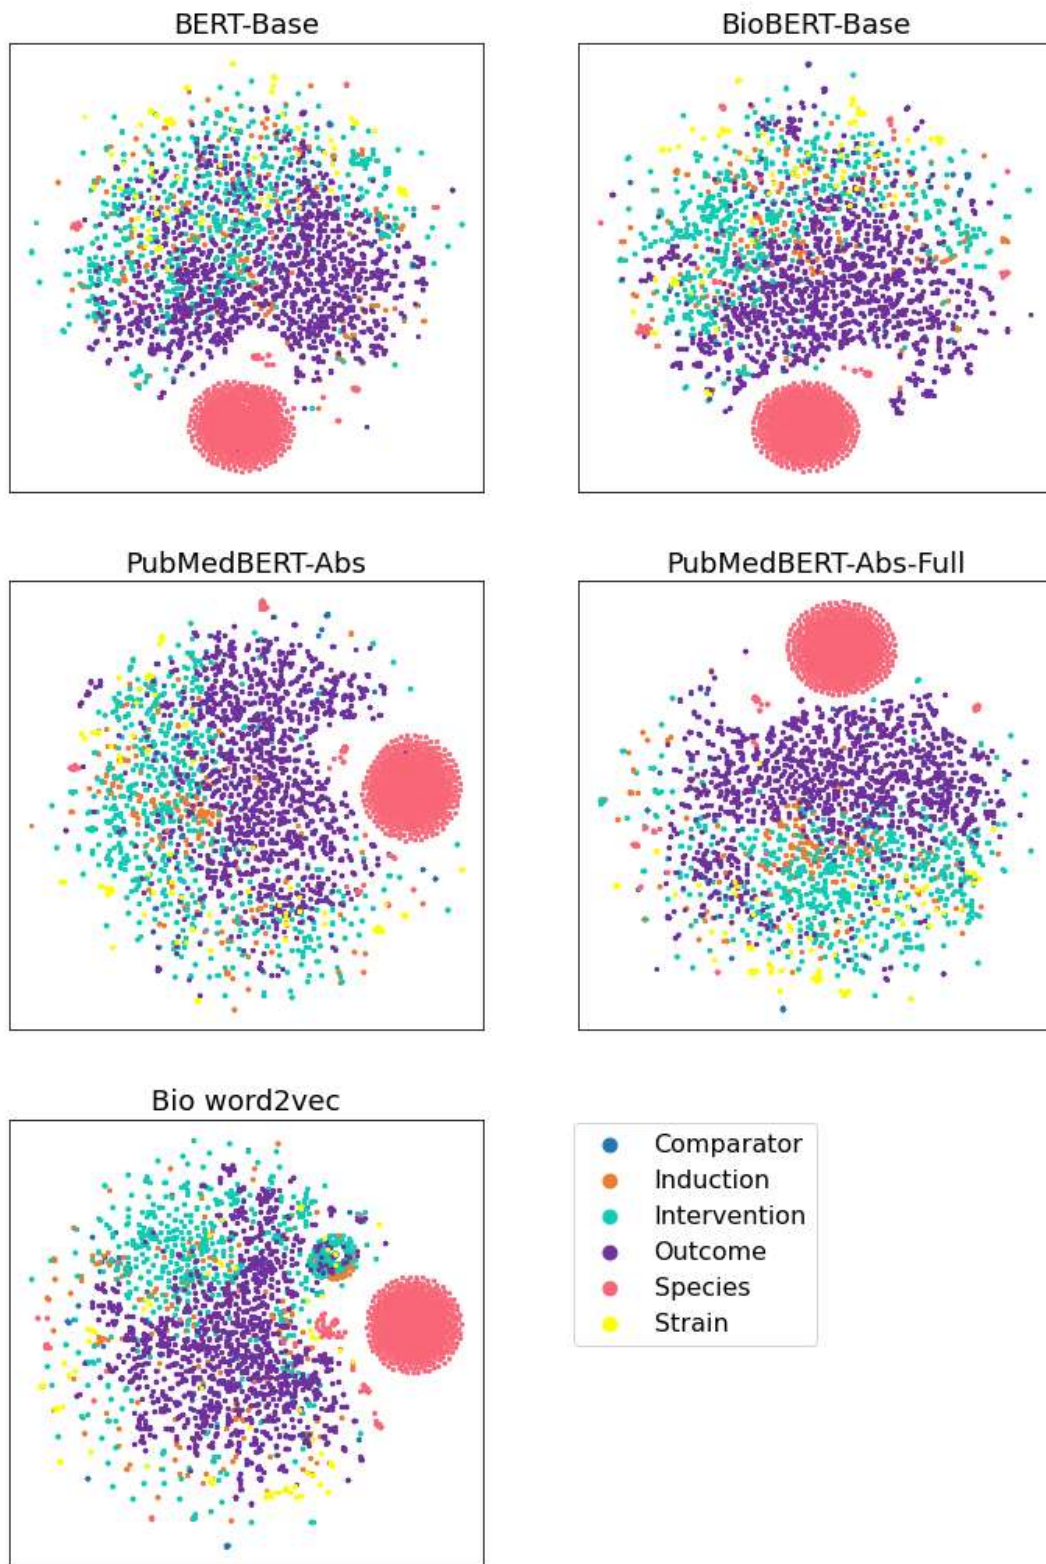 BERT-Base
BioBERT-Base
PubMedBERT-Abs
PubMedBERT-Abs-Full
Bio word2vec
Comparator
Induction
Intervention
Outcome
Species
Strain